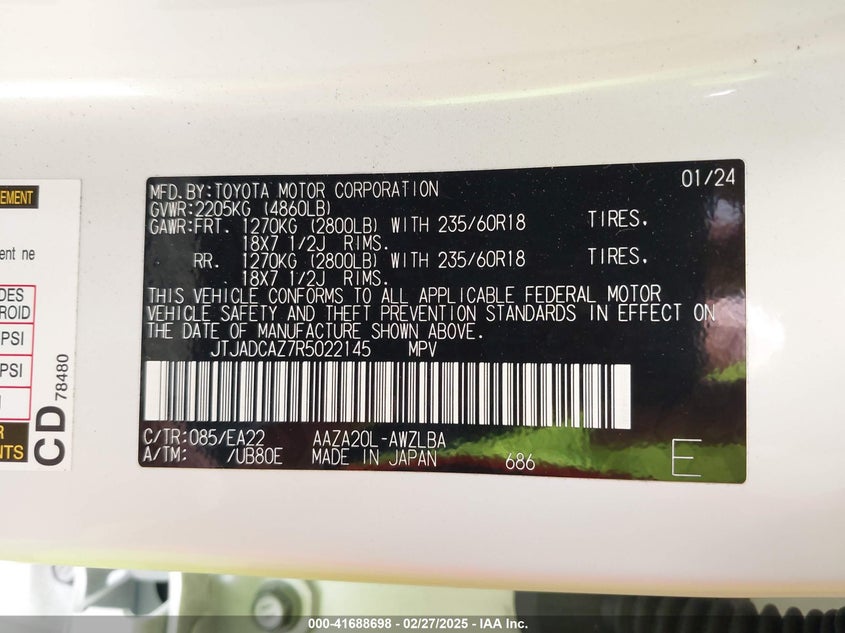 EMENT
ent ne
DES
ROID
PSI
PSI
CD 78480
NTS
MFD.BY:TOYOTA MOTOR CORPORATION 01/24
GVWR:2205KG (4860LB)
GAWR:FRT. 1270KG (2800LB) WITH 235/60R18 TIRES.
18X7 1/2J RIMS.
RR. 1270KG (2800LB) WITH 235/60R18 TIRES.
18X7 1/2J RIMS.
THIS VEHICLE CONFORMS TO ALL APPLICABLE FEDERAL MOTOR
VEHICLE SAFETY AND THEFT PREVENTION STANDARDS IN EFFECT ON
THE DATE OF MANUFACTURE SHOWN ABOVE.
JTJADCAZ7R5022145 MPV
C/TR:085/EA22 AAZA20L-AWZLBA
A/TM: /UB80E MADE IN JAPAN 686 E
000-41688698 - 02/27/2025 - IAA Inc.